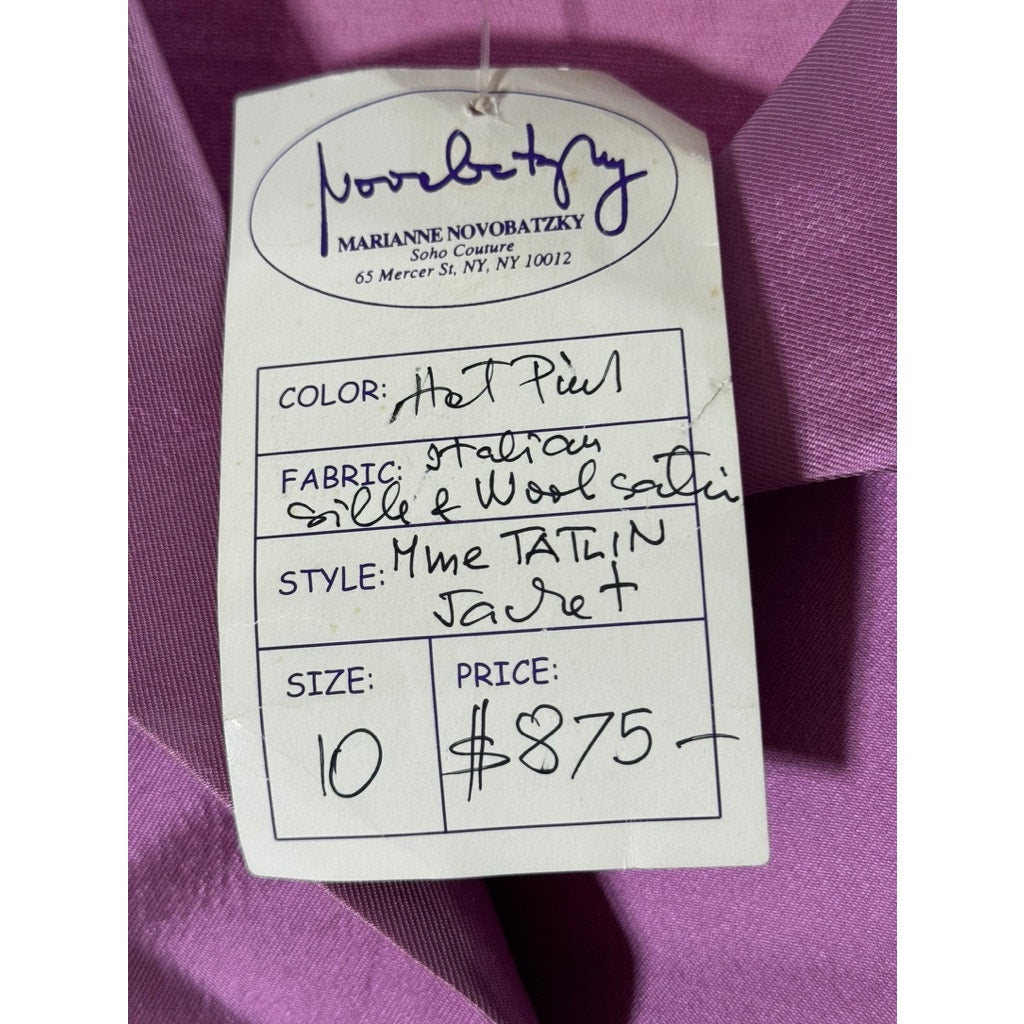 Novobatzky
MARIANNE NOVOBATZKY
Soho Couture
65 Mercer St, NY, NY 10012
COLOR: Hot Pink
FABRIC: Italian
Silk & Wool satin
STYLE: Mme TATLIN
Jacket
SIZE:
10
PRICE:
$875-